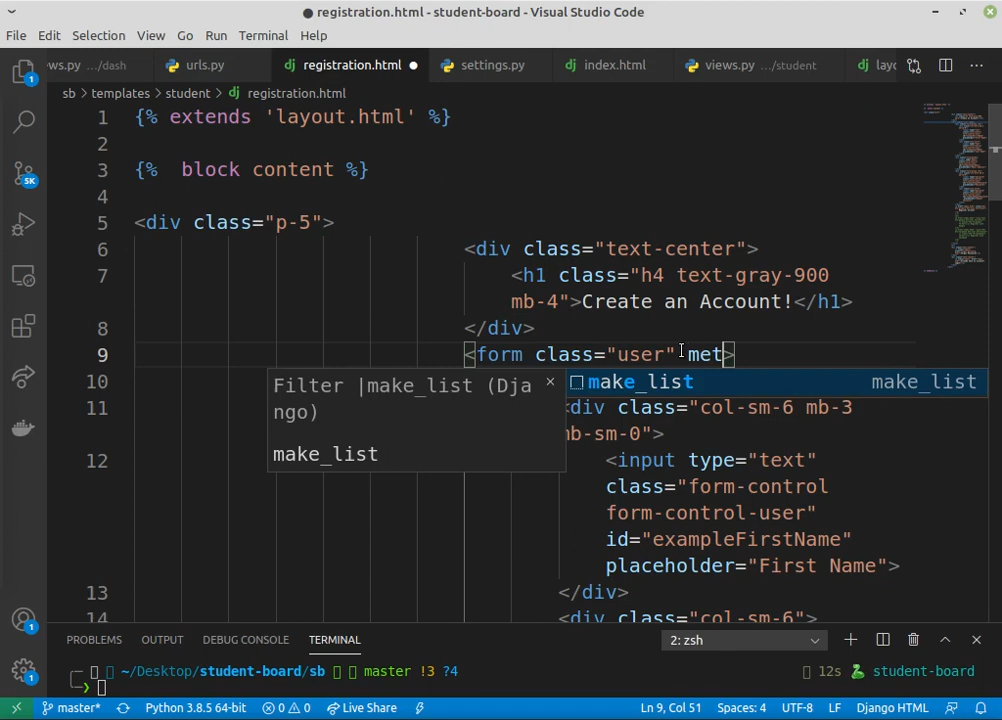 registration.html - student-board - Visual Studio Code
File Edit Selection View Go Run Terminal Help
ws.py .../dash urls.py registration.html settings.py index.html views.py .../student
sb > templates > student > registration.html
1 {% extends 'layout.html' %}
2
3 {%  block content %}
4
5 <div class="p-5">
6 <div class="text-center">
7 <h1 class="h4 text-gray-900
mb-4">Create an Account!</h1>
8 </div>
9 <form class="user" met>
10 make_list make_list
Filter |make_list (Dja
ngo)
make_list
11 <div class="col-sm-6 mb-3
mb-sm-0">
12 <input type="text"
class="form-control
form-control-user"
id="exampleFirstName"
placeholder="First Name">
13 </div>
14 <div class="col-sm-6">
PROBLEMS OUTPUT DEBUG CONSOLE TERMINAL 2: zsh
~/Desktop/student-board/sb master !3 ?4 12s student-board
master* Python 3.8.5 64-bit 0 0 Live Share Ln 9, Col 51 Spaces: 4 UTF-8 LF Django HTML
1
5K
1
1